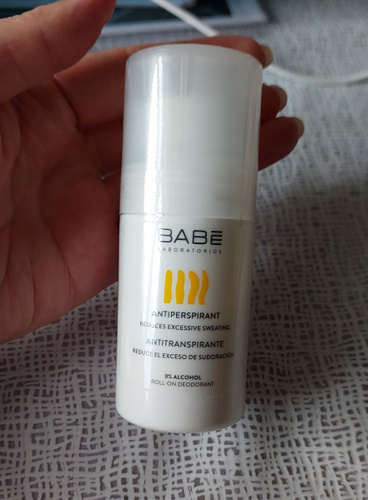 BABÉ
LABORATORIOS
ANTIPERSPIRANT
REDUCES EXCESSIVE SWEATING
ANTITRANSPIRANTE
REDUCE EL EXCESO DE SUDORACIÓN
0% ALCOHOL
ROLL-ON DEODORANT